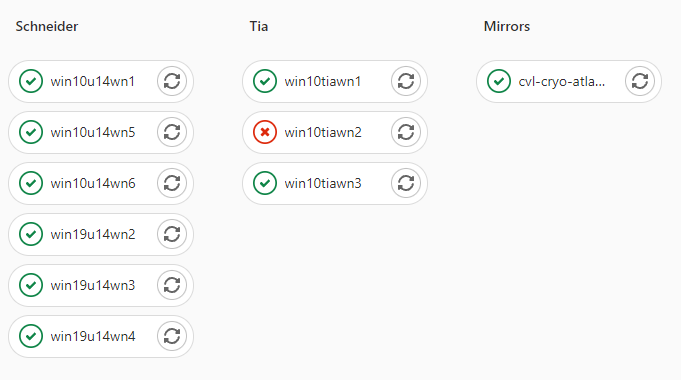 Schneider
win10u14wn1
win10u14wn5
win10u14wn6
win19u14wn2
win19u14wn3
win19u14wn4
Tia
win10tiawn1
win10tiawn2
win10tiawn3
Mirrors
cvl-cryo-atla...